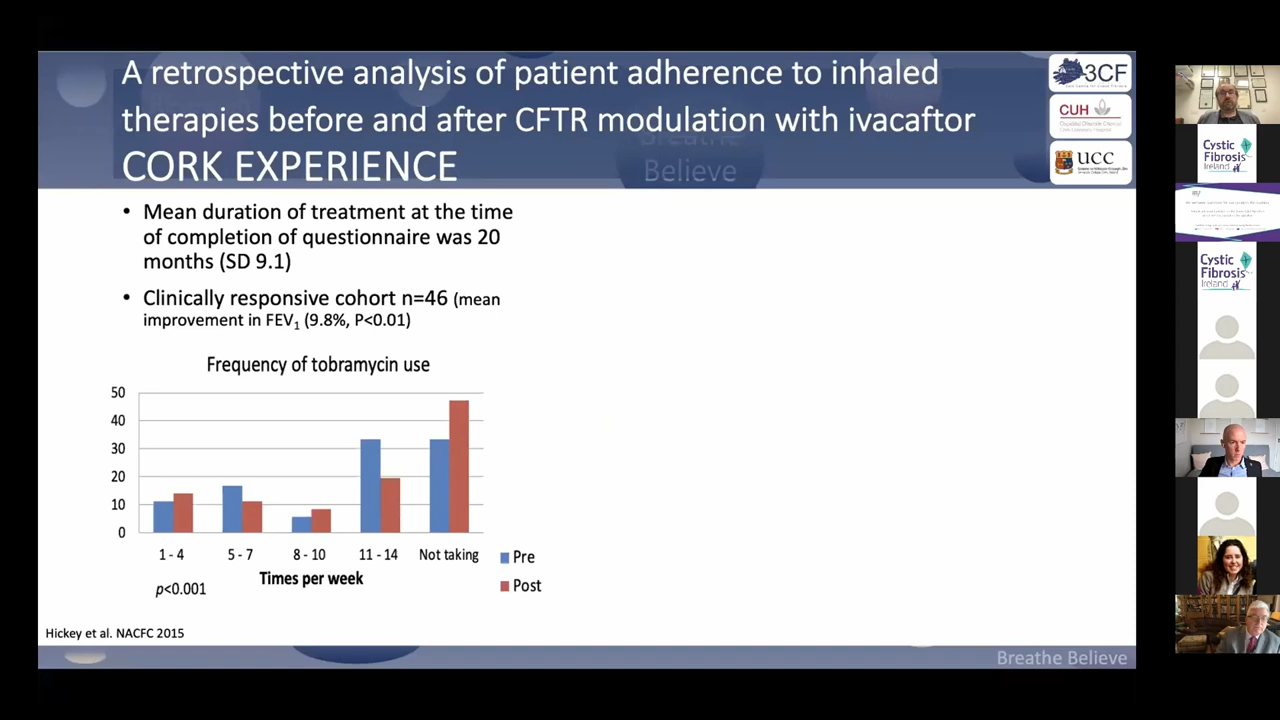 A retrospective analysis of patient adherence to inhaled
therapies before and after CFTR modulation with ivacaftor
CORK EXPERIENCE
Breathe
Believe
3CF
CUH
UCC
• Mean duration of treatment at the time
of completion of questionnaire was 20
months (SD 9.1)
• Clinically responsive cohort n=46 (mean
improvement in FEV1 (9.8%, P<0.01)
Frequency of tobramycin use
50
40
30
20
10
0
1 - 4 5 - 7 8 - 10 11 - 14 Not taking
Times per week
p<0.001
Pre
Post
Hickey et al. NACFC 2015
Breathe Believe
Cystic
Fibrosis
Ireland
Cystic
Fibrosis
Ireland